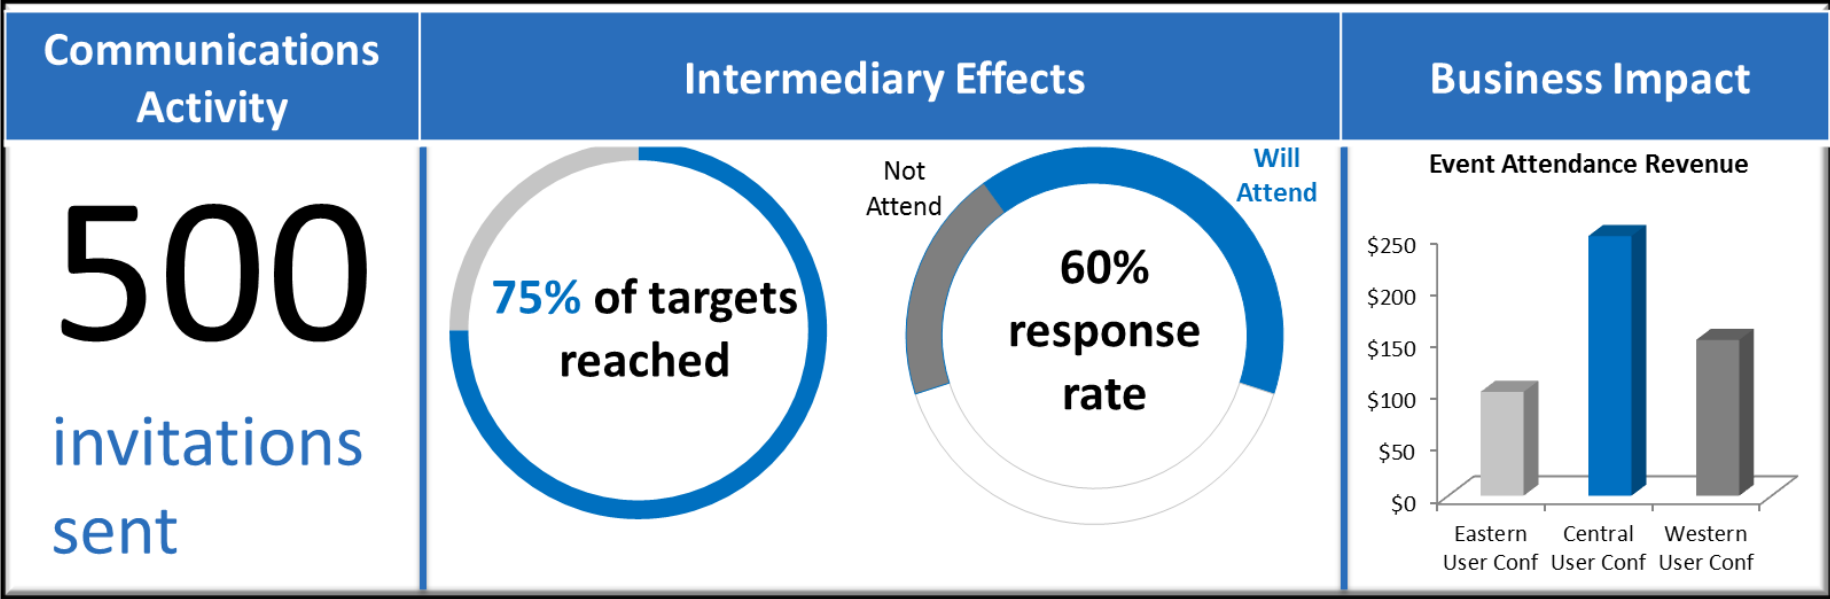 Communications
Activity
Intermediary Effects
Business Impact
500
invitations
sent
75% of targets
reached
Not
Attend
Will
Attend
60%
response
rate
Event Attendance Revenue
$250
$200
$150
$100
$50
$0
Eastern
User Conf
Central
User Conf
Western
User Conf